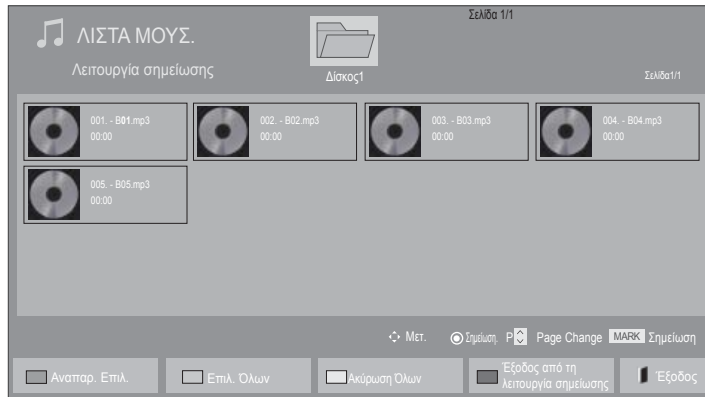 Σελίδα 1/1
ΛΙΣΤΑ ΜΟΥΣ.
Λειτουργία σημείωσης
Δίσκος1
Σελίδα1/1
001. - B01.mp3
00:00
002. - B02.mp3
00:00
003. - B03.mp3
00:00
004. - B04.mp3
00:00
005. - B05.mp3
00:00
Μετ. Σημείωση. P Page Change MARK Σημείωση
Αναπαρ. Επιλ.
Επιλ. Όλων
Ακύρωση Όλων
Έξοδος από τη
λειτουργία σημείωσης
Έξοδος